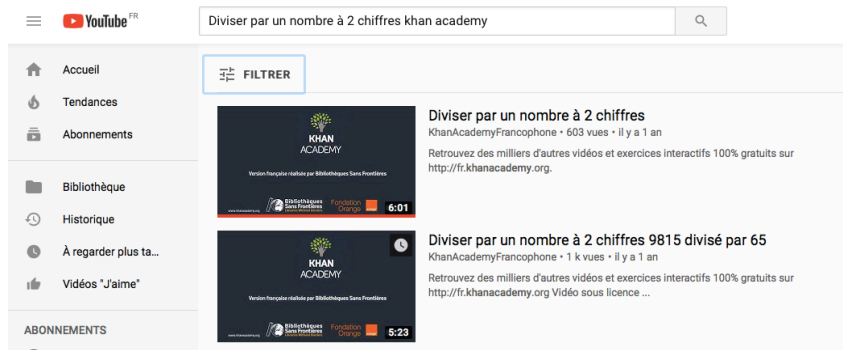 YouTube FR
Diviser par un nombre à 2 chiffres khan academy
Accueil
Tendances
Abonnements
Bibliothèque
Historique
À regarder plus ta...
Vidéos "J'aime"
ABONNEMENTS
FILTRER
KHAN
ACADEMY
Version française réalisée par Bibliothèques Sans Frontières
www.khanacademy.org
Bibliothèques
Sans Frontières
Fondation
Orange
6:01
Diviser par un nombre à 2 chiffres
KhanAcademyFrancophone • 603 vues • il y a 1 an
Retrouvez des milliers d'autres vidéos et exercices interactifs 100% gratuits sur
http://fr.khanacademy.org.
KHAN
ACADEMY
Version française réalisée par Bibliothèques Sans Frontières
www.khanacademy.org
Bibliothèques
Sans Frontières
Fondation
Orange
5:23
Diviser par un nombre à 2 chiffres 9815 divisé par 65
KhanAcademyFrancophone • 1 k vues • il y a 1 an
Retrouvez des milliers d'autres vidéos et exercices interactifs 100% gratuits sur
http://fr.khanacademy.org Vidéo sous licence ...